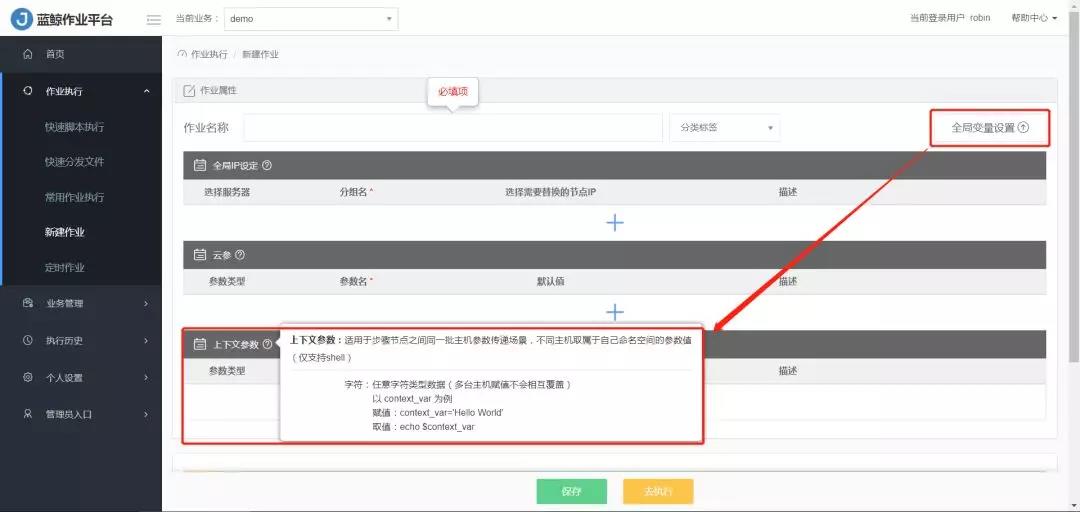 蓝鲸作业平台
当前业务： demo
当前登录用户 robin 帮助中心
首页
作业执行
快速脚本执行
快速分发文件
常用作业执行
新建作业
定时作业
业务管理
执行历史
个人设置
管理员入口
作业执行 / 新建作业
作业属性
必填项
作业名称 分类标签 全局变量设置
全局IP设定
选择服务器 分组名 * 选择需要替换的节点IP 描述
云参
参数类型 参数名 * 默认值 描述
上下文参数
参数类型 描述
上下文参数：适用于步骤节点之间同一批主机参数传递场景，不同主机取属于自己命名空间的参数值
（仅支持shell）
字符：任意字符类型数据（多台主机赋值不会相互覆盖）
以 context_var 为例
赋值：context_var='Hello World'
取值：echo $context_var
保存 去执行